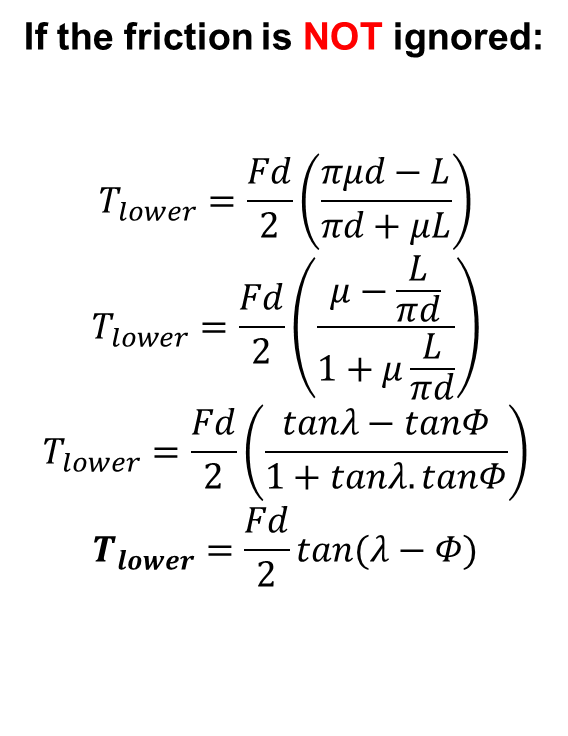 If the friction is NOT ignored:
T_lower = Fd/2 ((πμd − L)/(πd + μL))
T_lower = Fd/2 ((μ − L/πd)/(1 + μ L/πd))
T_lower = Fd/2 ((tanλ − tanΦ)/(1 + tanλ.tanΦ))
T_lower = Fd/2 tan(λ − Φ)